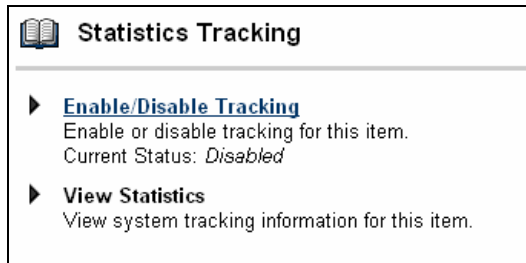 Statistics Tracking
Enable/Disable Tracking
Enable or disable tracking for this item.
Current Status: Disabled
View Statistics
View system tracking information for this item.